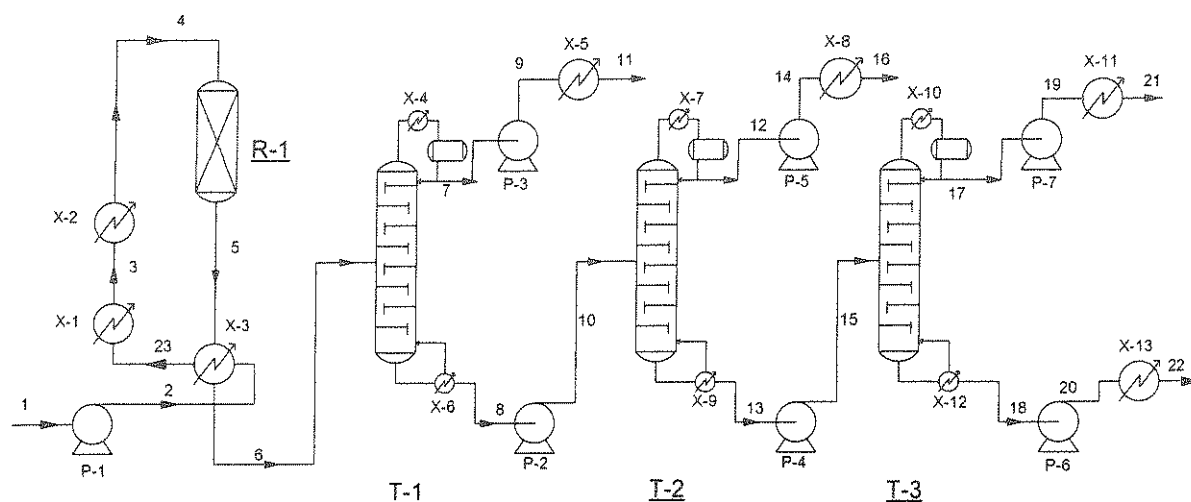 4
X-5
X-8
X-11
9
11
14
16
19
21
X-4
X-7
X-10
R-1
12
P-3
P-5
P-7
7
17
X-2
5
3
X-1
X-3
10
15
23
X-13
2
20
22
1
X-6
X-9
X-12
8
13
18
6
P-1
P-2
P-4
P-6
T-1
T-2
T-3